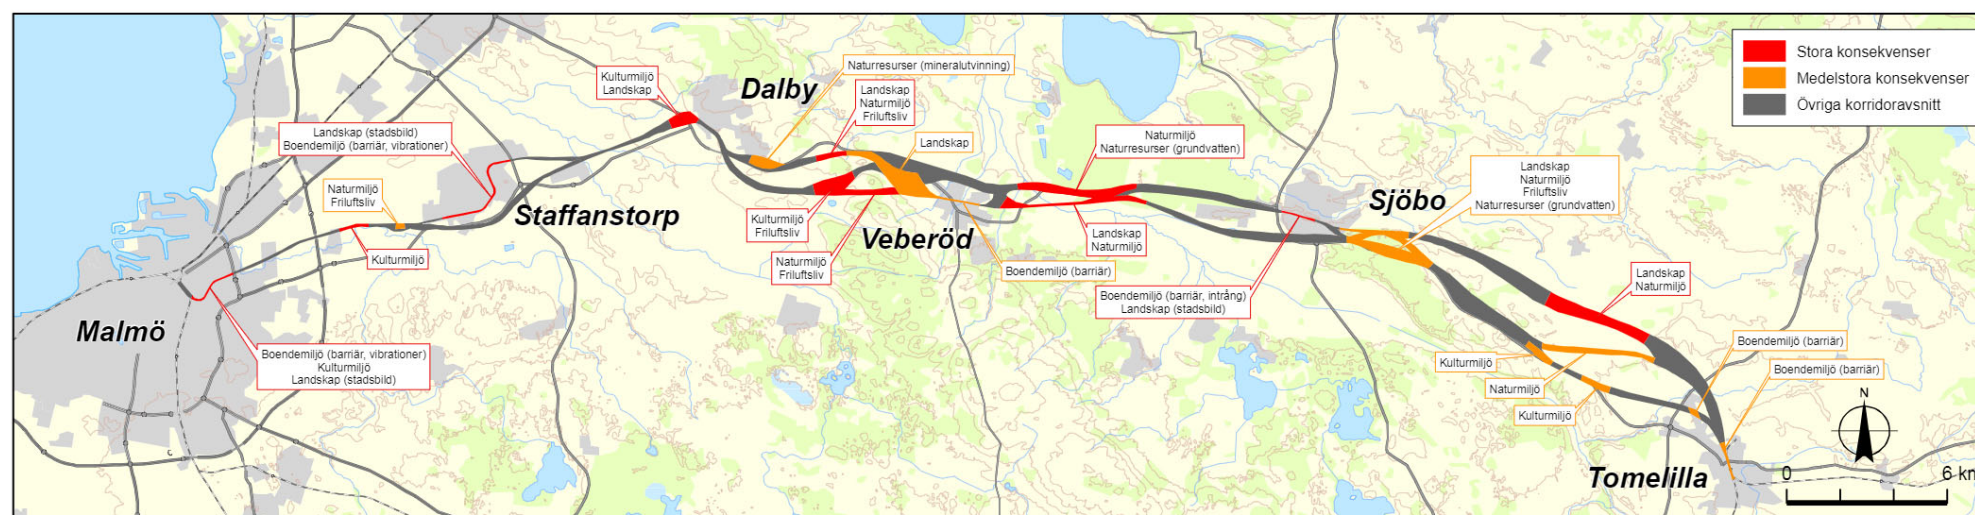 Stora konsekvenser
Medelstora konsekvenser
Övriga korridoravsnitt
Naturresurser (mineralutvinning)
Kulturmiljö
Landskap
Dalby
Landskap
Naturmiljö
Friluftsliv
Landskap (stadsbild)
Boendemiljö (barriär, vibrationer)
Landskap
Naturmiljö
Naturresurser (grundvatten)
Landskap
Naturmiljö
Friluftsliv
Naturresurser (grundvatten)
Naturmiljö
Friluftsliv
Staffanstorp
Kulturmiljö
Friluftsliv
Veberöd
Landskap
Naturmiljö
Sjöbo
Kulturmiljö
Naturmiljö
Friluftsliv
Boendemiljö (barriär)
Boendemiljö (barriär, intrång)
Landskap (stadsbild)
Landskap
Naturmiljö
Malmö
Boendemiljö (barriär, vibrationer)
Kulturmiljö
Landskap (stadsbild)
Kulturmiljö
Naturmiljö
Kulturmiljö
Boendemiljö (barriär)
Boendemiljö (barriär)
Tomelilla
N
0 6 km